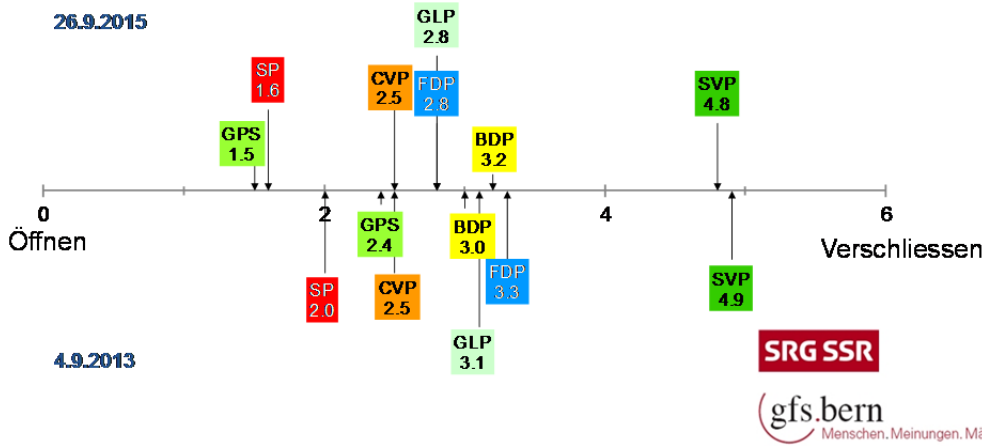 26.9.2015
GLP
2.8
SP
1.6
CVP
2.5
FDP
2.8
SVP
4.8
GPS
1.5
BDP
3.2
0
2
4
6
Öffnen
Verschliessen
GPS
2.4
BDP
3.0
SP
2.0
CVP
2.5
FDP
3.3
SVP
4.9
GLP
3.1
4.9.2013
SRG SSR
gfs.bern
Menschen. Meinungen. Mä